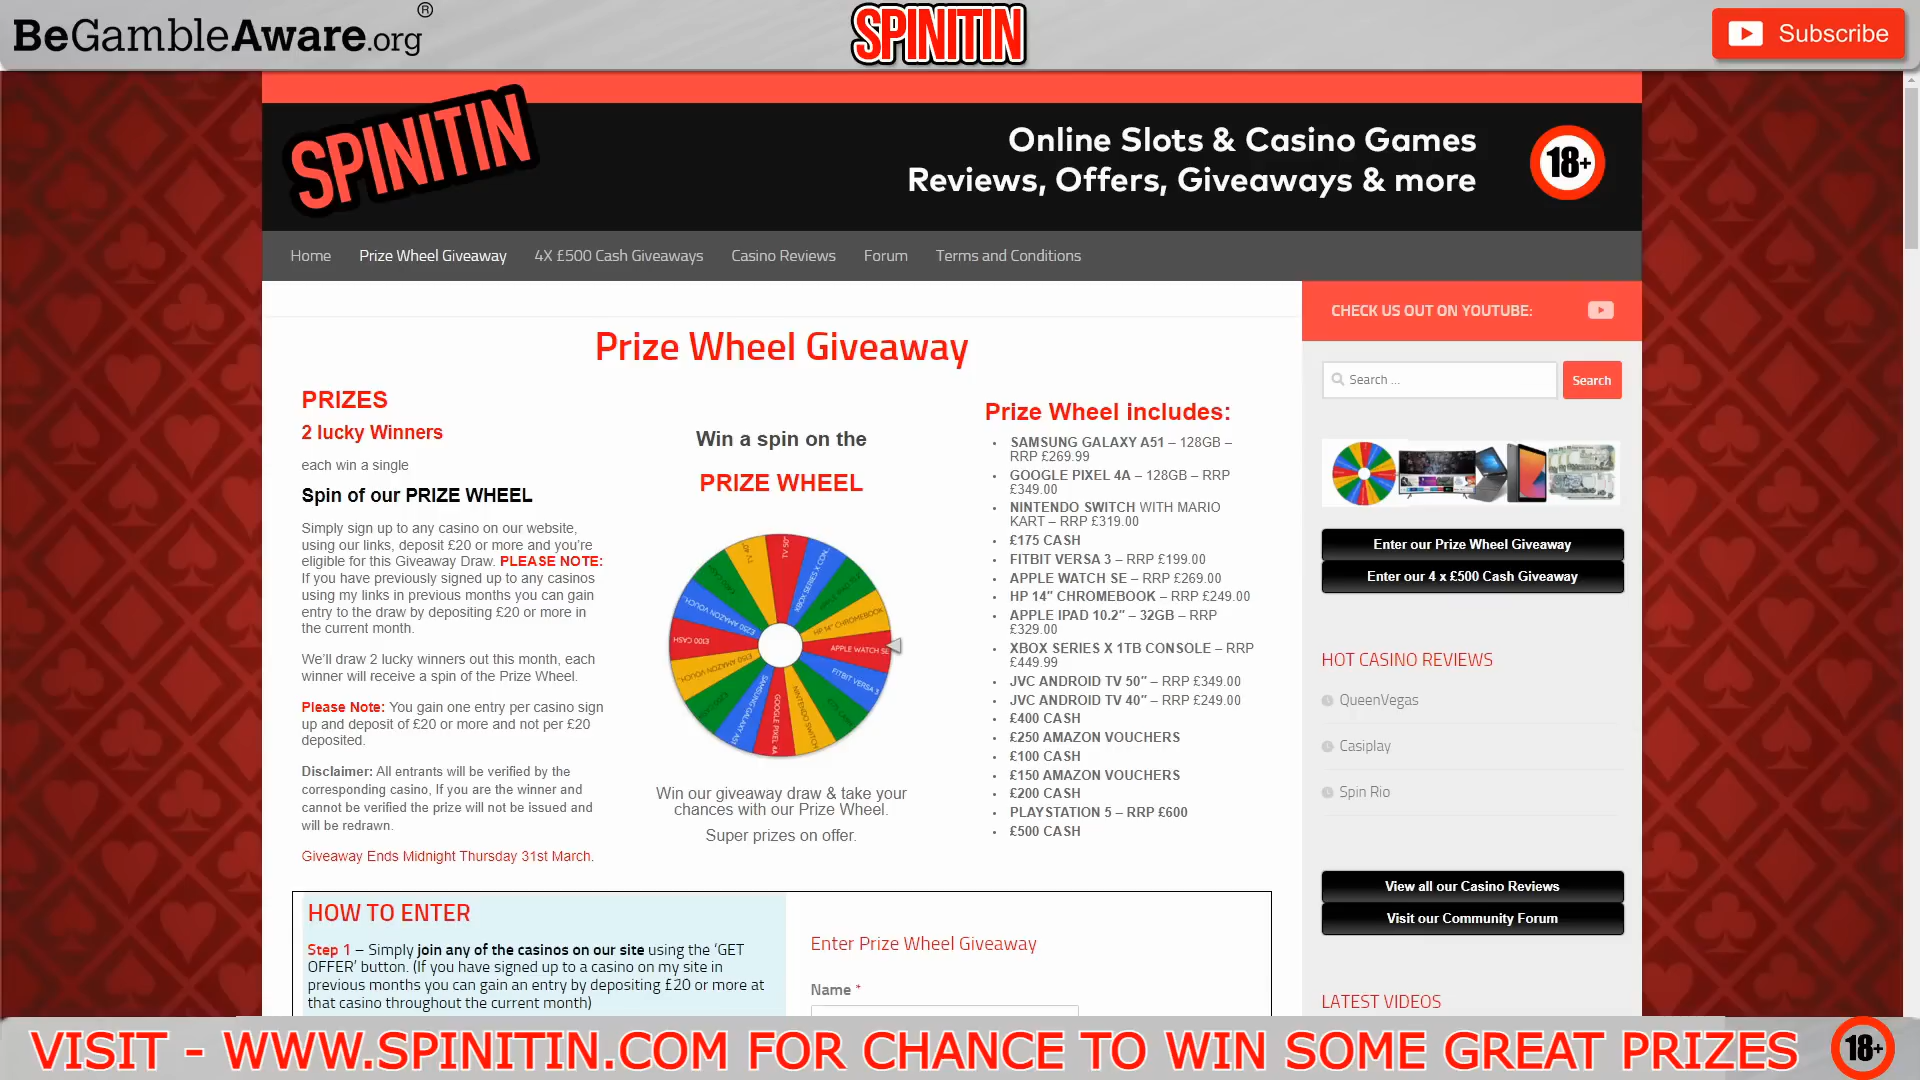 BeGambleAware.org®
SPINITIN
Subscribe
SPINITIN
Online Slots & Casino Games
Reviews, Offers, Giveaways & more
18+
Home
Prize Wheel Giveaway
4X £500 Cash Giveaways
Casino Reviews
Forum
Terms and Conditions
CHECK US OUT ON YOUTUBE:
Prize Wheel Giveaway
PRIZES
2 lucky Winners
each win a single
Spin of our PRIZE WHEEL
Simply sign up to any casino on our website,
using our links, deposit £20 or more and you’re
eligible for this Giveaway Draw. PLEASE NOTE:
If you have previously signed up to any casinos
using my links in previous months you can gain
entry to the draw by depositing £20 or more in
the current month.
We’ll draw 2 lucky winners out this month, each
winner will receive a spin of the Prize Wheel.
Please Note: You gain one entry per casino sign
up and deposit of £20 or more and not per £20
deposited.
Disclaimer: All entrants will be verified by the
corresponding casino, If you are the winner and
cannot be verified the prize will not be issued and
will be redrawn.
Giveaway Ends Midnight Thursday 31st March.
Win a spin on the
PRIZE WHEEL
TV 50"
XBOX SERIES X CON..
HP 14" CHROMEBOOK
APPLE WATCH SE
FITBIT VERSA 3
£175 CASH
NINTENDO SWITCH
GOOGLE PIXEL 4A
SAMSUNG GALAXY A51
£150 AMAZON VOUCH..
£100 CASH
£250 AMAZON VOUCH..
TV 40"
Win our giveaway draw & take your
chances with our Prize Wheel.
Super prizes on offer.
Prize Wheel includes:
• SAMSUNG GALAXY A51 – 128GB –
RRP £269.99
• GOOGLE PIXEL 4A – 128GB – RRP
£349.00
• NINTENDO SWITCH WITH MARIO
KART – RRP £319.00
• £175 CASH
• FITBIT VERSA 3 – RRP £199.00
• APPLE WATCH SE – RRP £269.00
• HP 14″ CHROMEBOOK – RRP £249.00
• APPLE IPAD 10.2″ – 32GB – RRP
£329.00
• XBOX SERIES X 1TB CONSOLE – RRP
£449.99
• JVC ANDROID TV 50″ – RRP £349.00
• JVC ANDROID TV 40″ – RRP £249.00
• £400 CASH
• £250 AMAZON VOUCHERS
• £100 CASH
• £150 AMAZON VOUCHERS
• £200 CASH
• PLAYSTATION 5 – RRP £600
• £500 CASH
Search ...
Search
Enter our Prize Wheel Giveaway
Enter our 4 x £500 Cash Giveaway
HOT CASINO REVIEWS
QueenVegas
Casiplay
Spin Rio
View all our Casino Reviews
Visit our Community Forum
LATEST VIDEOS
HOW TO ENTER
Step 1 – Simply join any of the casinos on our site using the ‘GET
OFFER’ button. (If you have signed up to a casino on my site in
previous months you can gain an entry by depositing £20 or more at
that casino throughout the current month)
Enter Prize Wheel Giveaway
Name *
VISIT - WWW.SPINITIN.COM FOR CHANCE TO WIN SOME GREAT PRIZES
18+